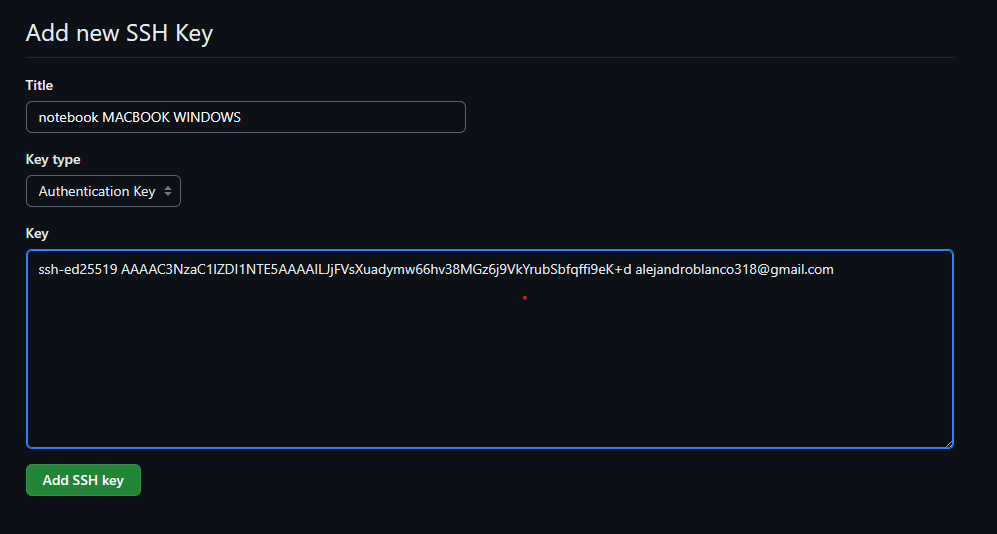 Add new SSH Key
Title
notebook MACBOOK WINDOWS
Key type
Authentication Key
Key
ssh-ed25519 AAAAC3NzaC1lZDI1NTE5AAAAILJjFVsXuadymw66hv38MGz6j9VkYrubSbfqffi9eK+d alejandroblanco318@gmail.com
Add SSH key